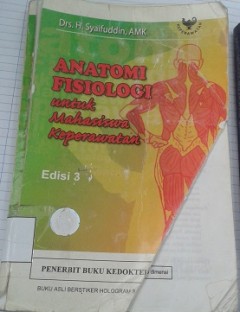 Drs. H. Syaifuddin, AMK
ANATOMI
FISIOLOGI
untuk
Mahasiswa
Keperawatan
Edisi 3
PENERBIT BUKU KEDOKTE
BUKU ASLI BERSTIKER HOLOGRAM